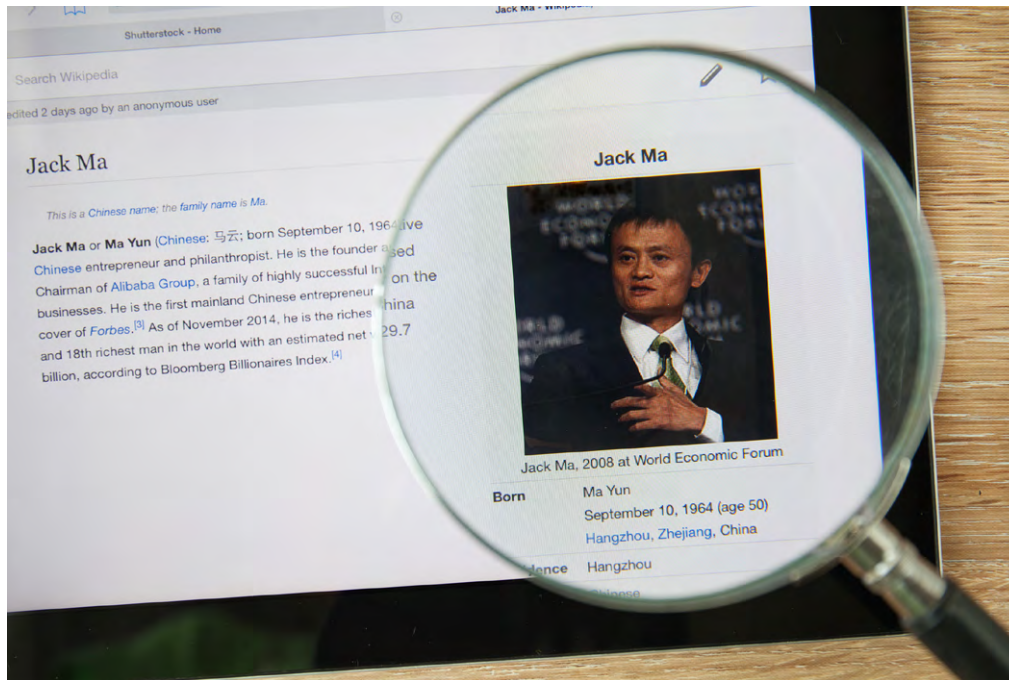 Shutterstock - Home
Jack Ma -
Search Wikipedia
edited 2 days ago by an anonymous user
Jack Ma
This is a Chinese name; the family name is Ma.
Jack Ma or Ma Yun (Chinese: 马云; born September 10, 1964 ive
Chinese entrepreneur and philanthropist. He is the founder a sed
Chairman of Alibaba Group, a family of highly successful In on the
businesses. He is the first mainland Chinese entrepreneur hina
cover of Forbes.[3] As of November 2014, he is the riches 29.7
and 18th richest man in the world with an estimated net
billion, according to Bloomberg Billionaires Index.[4]
Jack Ma
WORLD
ECONOMIC
FORUM
Jack Ma, 2008 at World Economic Forum
Born Ma Yun
September 10, 1964 (age 50)
Hangzhou, Zhejiang, China
dence Hangzhou
Chinese